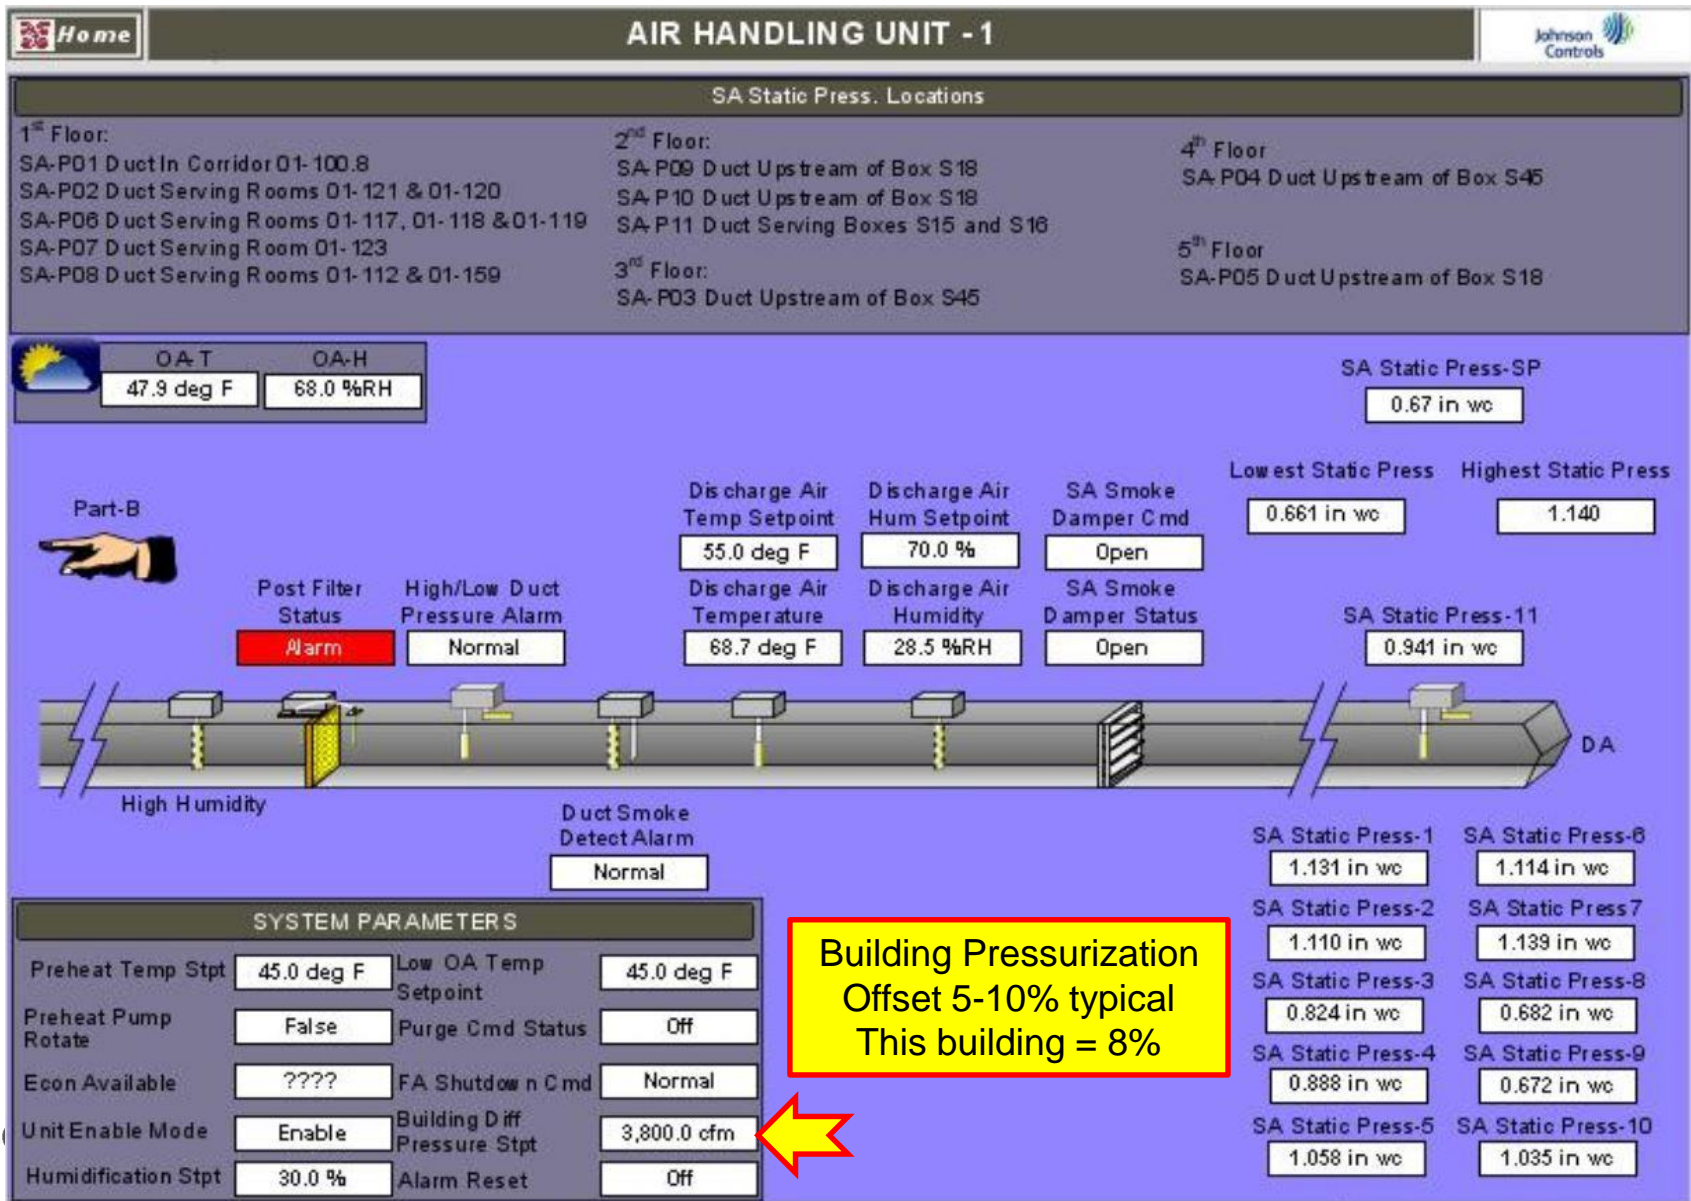 Home
AIR HANDLING UNIT - 1
Johnson
Controls
SA Static Press. Locations
1st Floor:
SA-P01 Duct In Corridor 01-100.8
SA-P02 Duct Serving Rooms 01-121 & 01-120
SA-P06 Duct Serving Rooms 01-117, 01-118 & 01-119
SA-P07 Duct Serving Room 01-123
SA-P08 Duct Serving Rooms 01-112 & 01-159
2nd Floor:
SA-P09 Duct Upstream of Box S18
SA-P10 Duct Upstream of Box S18
SA-P11 Duct Serving Boxes S15 and S16
3rd Floor:
SA-P03 Duct Upstream of Box S45
4th Floor
SA-P04 Duct Upstream of Box S45
5th Floor
SA-P05 Duct Upstream of Box S18
OA-T
OA-H
47.9 deg F
68.0 %RH
SA Static Press-SP
0.67 in wc
Lowest Static Press
Highest Static Press
0.661 in wc
1.140
Part-B
Discharge Air
Temp Setpoint
55.0 deg F
Discharge Air
Hum Setpoint
70.0 %
SA Smoke
Damper Cmd
Open
Post Filter
Status
Alarm
High/Low Duct
Pressure Alarm
Normal
Discharge Air
Temperature
68.7 deg F
Discharge Air
Humidity
28.5 %RH
SA Smoke
Damper Status
Open
SA Static Press-11
0.941 in wc
DA
High Humidity
Duct Smoke
Detect Alarm
Normal
SA Static Press-1
1.131 in wc
SA Static Press-6
1.114 in wc
SA Static Press-2
1.110 in wc
SA Static Press7
1.139 in wc
SA Static Press-3
0.824 in wc
SA Static Press-8
0.682 in wc
SA Static Press-4
0.888 in wc
SA Static Press-9
0.672 in wc
SA Static Press-5
1.058 in wc
SA Static Press-10
1.035 in wc
SYSTEM PARAMETERS
Preheat Temp Stpt
45.0 deg F
Low OA Temp
Setpoint
45.0 deg F
Preheat Pump
Rotate
False
Purge Cmd Status
Off
Econ Available
????
FA Shutdown Cmd
Normal
Unit Enable Mode
Enable
Building Diff
Pressure Stpt
3,800.0 cfm
Humidification Stpt
30.0 %
Alarm Reset
Off
Building Pressurization
Offset 5-10% typical
This building = 8%